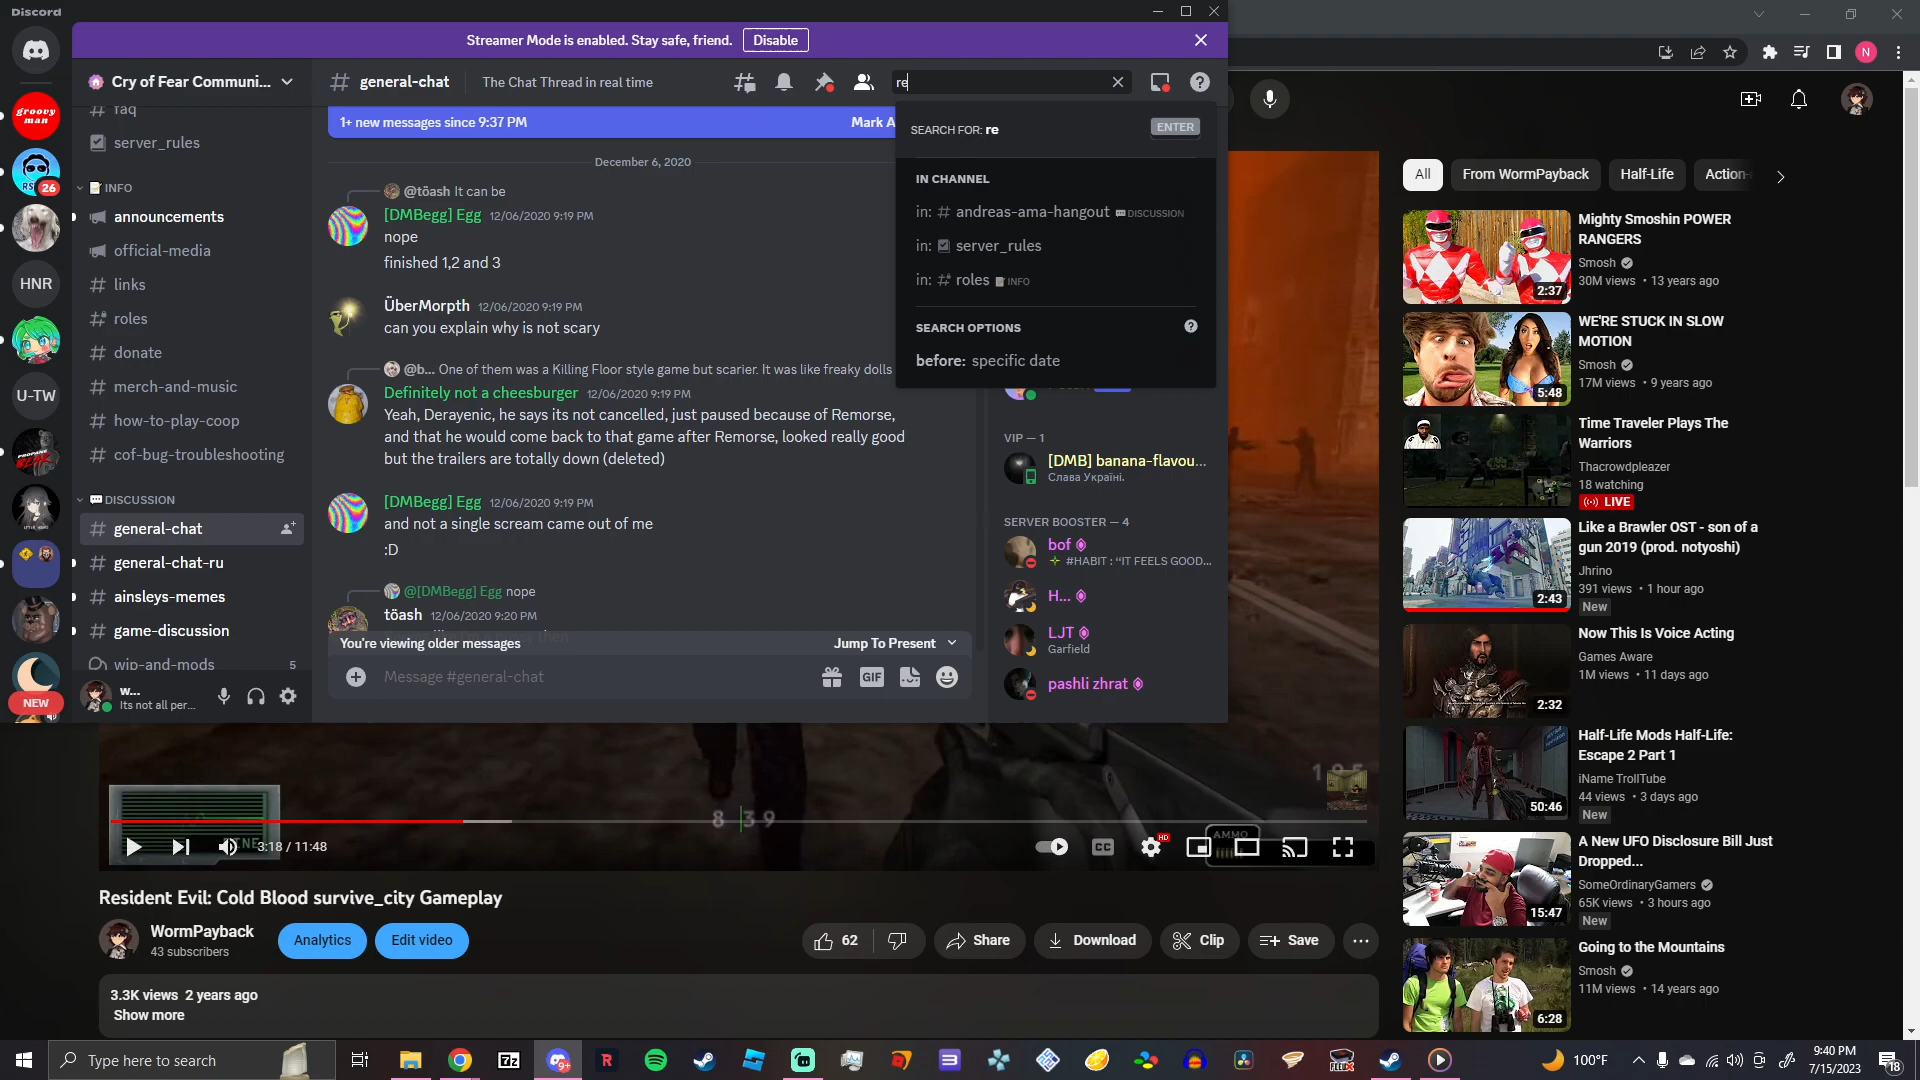 Discord
Streamer Mode is enabled. Stay safe, friend.
Disable
Cry of Fear Communi...
general-chat
The Chat Thread in real time
re
faq
server_rules
INFO
announcements
official-media
links
roles
donate
merch-and-music
how-to-play-coop
cof-bug-troubleshooting
DISCUSSION
general-chat
general-chat-ru
ainsleys-memes
game-discussion
wip-and-mods
5
groovy man
26
HNR
U-TW
NEW
w...
Its not all per...
1+ new messages since 9:37 PM
Mark A
December 6, 2020
@töash It can be
[DMBegg] Egg 12/06/2020 9:19 PM
nope
finished 1,2 and 3
ÜberMorpth 12/06/2020 9:19 PM
can you explain why is not scary
@b... One of them was a Killing Floor style game but scarier. It was like freaky dolls
Definitely not a cheesburger 12/06/2020 9:19 PM
Yeah, Derayenic, he says its not cancelled, just paused because of Remorse,
and that he would come back to that game after Remorse, looked really good
but the trailers are totally down (deleted)
[DMBegg] Egg 12/06/2020 9:19 PM
and not a single scream came out of me
:D
@[DMBegg] Egg nope
töash 12/06/2020 9:20 PM
You're viewing older messages
Jump To Present
Message #general-chat
GIF
SEARCH FOR: re
ENTER
IN CHANNEL
in: andreas-ama-hangout DISCUSSION
in: server_rules
in: roles INFO
SEARCH OPTIONS
before: specific date
VIP — 1
[DMB] banana-flavou...
Слава Україні.
SERVER BOOSTER — 4
bof
#HABIT : “IT FEELS GOOD...
H...
LJT
Garfield
pashli zhrat
N
All
From WormPayback
Half-Life
Action-
Mighty Smoshin POWER
RANGERS
Smosh
30M views • 13 years ago
2:37
WE'RE STUCK IN SLOW
MOTION
Smosh
17M views • 9 years ago
5:48
Time Traveler Plays The
Warriors
Thacrowdpleazer
18 watching
LIVE
Like a Brawler OST - son of a
gun 2019 (prod. notyoshi)
Jhrino
391 views • 1 hour ago
New
2:43
Now This Is Voice Acting
Games Aware
1M views • 11 days ago
2:32
Half-Life Mods Half-Life:
Escape 2 Part 1
iName TrollTube
44 views • 3 days ago
New
50:46
A New UFO Disclosure Bill Just
Dropped...
SomeOrdinaryGamers
65K views • 3 hours ago
New
15:47
Going to the Mountains
Smosh
11M views • 14 years ago
6:28
8 39
AMMO
3:18 / 11:48
CC
HD
Resident Evil: Cold Blood survive_city Gameplay
WormPayback
43 subscribers
Analytics
Edit video
62
Share
Download
Clip
Save
3.3K views 2 years ago
Show more
Type here to search
7z
9+
100°F
9:40 PM
7/15/2023
18